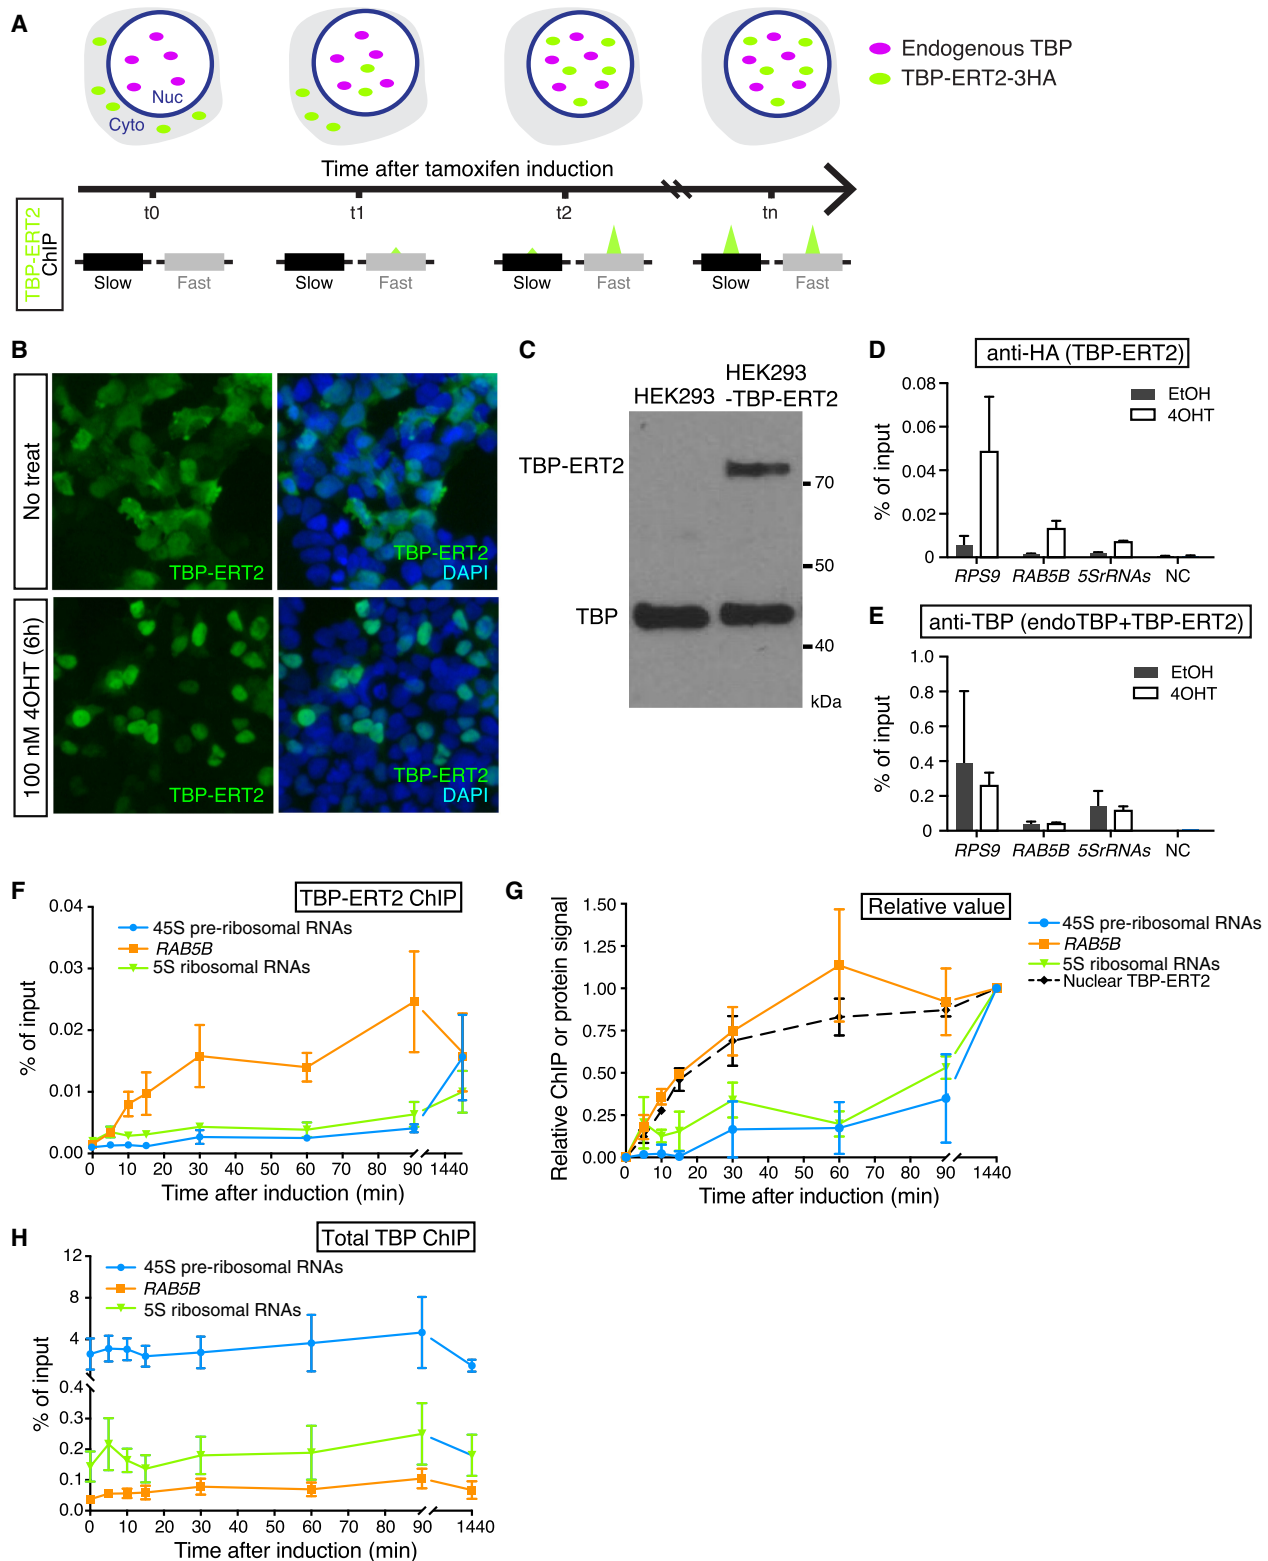 A
Nuc
Cyto
Endogenous TBP
TBP-ERT2-3HA
Time after tamoxifen induction
t0
t1
t2
tn
TBP-ERT2
ChIP
Slow
Fast
Slow
Fast
Slow
Fast
Slow
Fast
B
No treat
TBP-ERT2
TBP-ERT2
DAPI
100 nM 4OHT (6h)
TBP-ERT2
TBP-ERT2
DAPI
C
HEK293
HEK293
-TBP-ERT2
TBP-ERT2
TBP
70
50
40
kDa
D
anti-HA (TBP-ERT2)
EtOH
4OHT
% of input
0.08
0.06
0.04
0.02
0
RPS9
RAB5B
5SrRNAs
NC
E
anti-TBP (endoTBP+TBP-ERT2)
EtOH
4OHT
% of input
1.0
0.8
0.6
0.4
0.2
0
RPS9
RAB5B
5SrRNAs
NC
F
TBP-ERT2 ChIP
45S pre-ribosomal RNAs
RAB5B
5S ribosomal RNAs
% of input
0.04
0.03
0.02
0.01
0.00
0 10 20 30 40 50 60 70 80 90 1440
Time after induction (min)
G
Relative value
45S pre-ribosomal RNAs
RAB5B
5S ribosomal RNAs
Nuclear TBP-ERT2
Relative ChIP or protein signal
1.50
1.25
1.00
0.75
0.50
0.25
0.00
0 10 20 30 40 50 60 70 80 90 1440
Time after induction (min)
H
Total TBP ChIP
45S pre-ribosomal RNAs
RAB5B
5S ribosomal RNAs
% of input
12
8
4
0.4
0.3
0.2
0.1
0.0
0 10 20 30 40 50 60 70 80 90 1440
Time after induction (min)